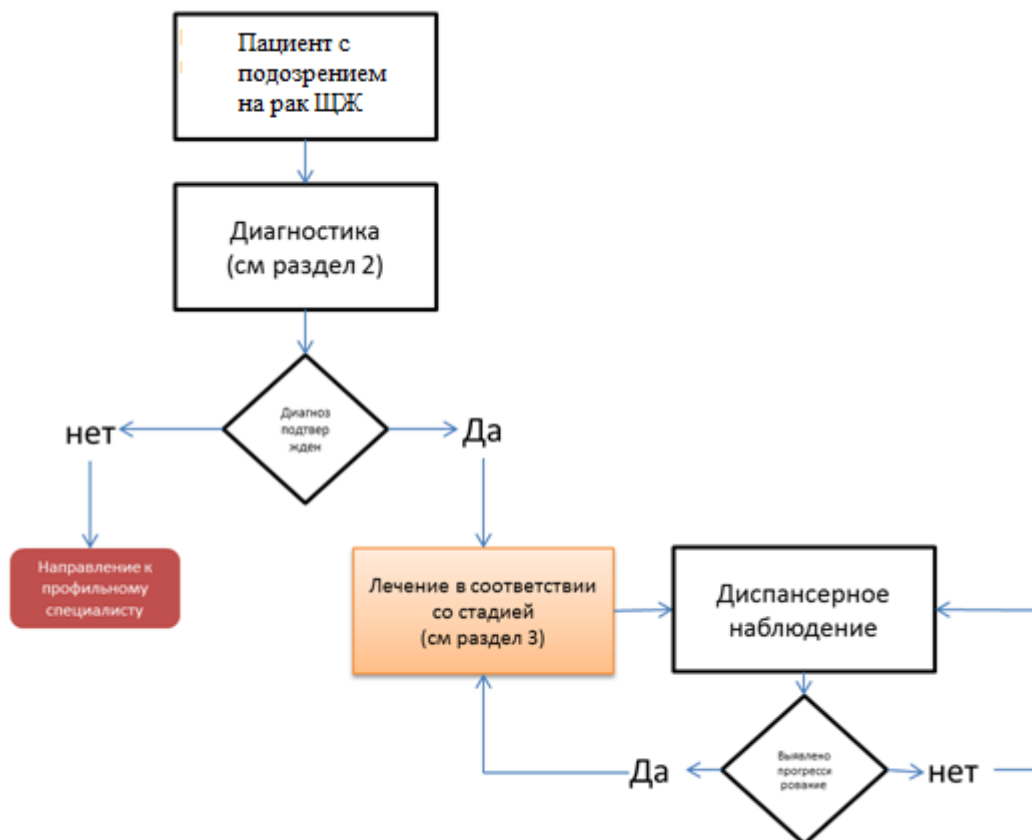 Пациент с
подозрением
на рак ЩЖ
Диагностика
(см раздел 2)
Диагноз
подтвер
жден
нет
Да
Направление к
профильному
специалисту
Лечение в соответствии
со стадией
(см раздел 3)
Диспансерное
наблюдение
Выявлено
прогресси
рование
Да
нет